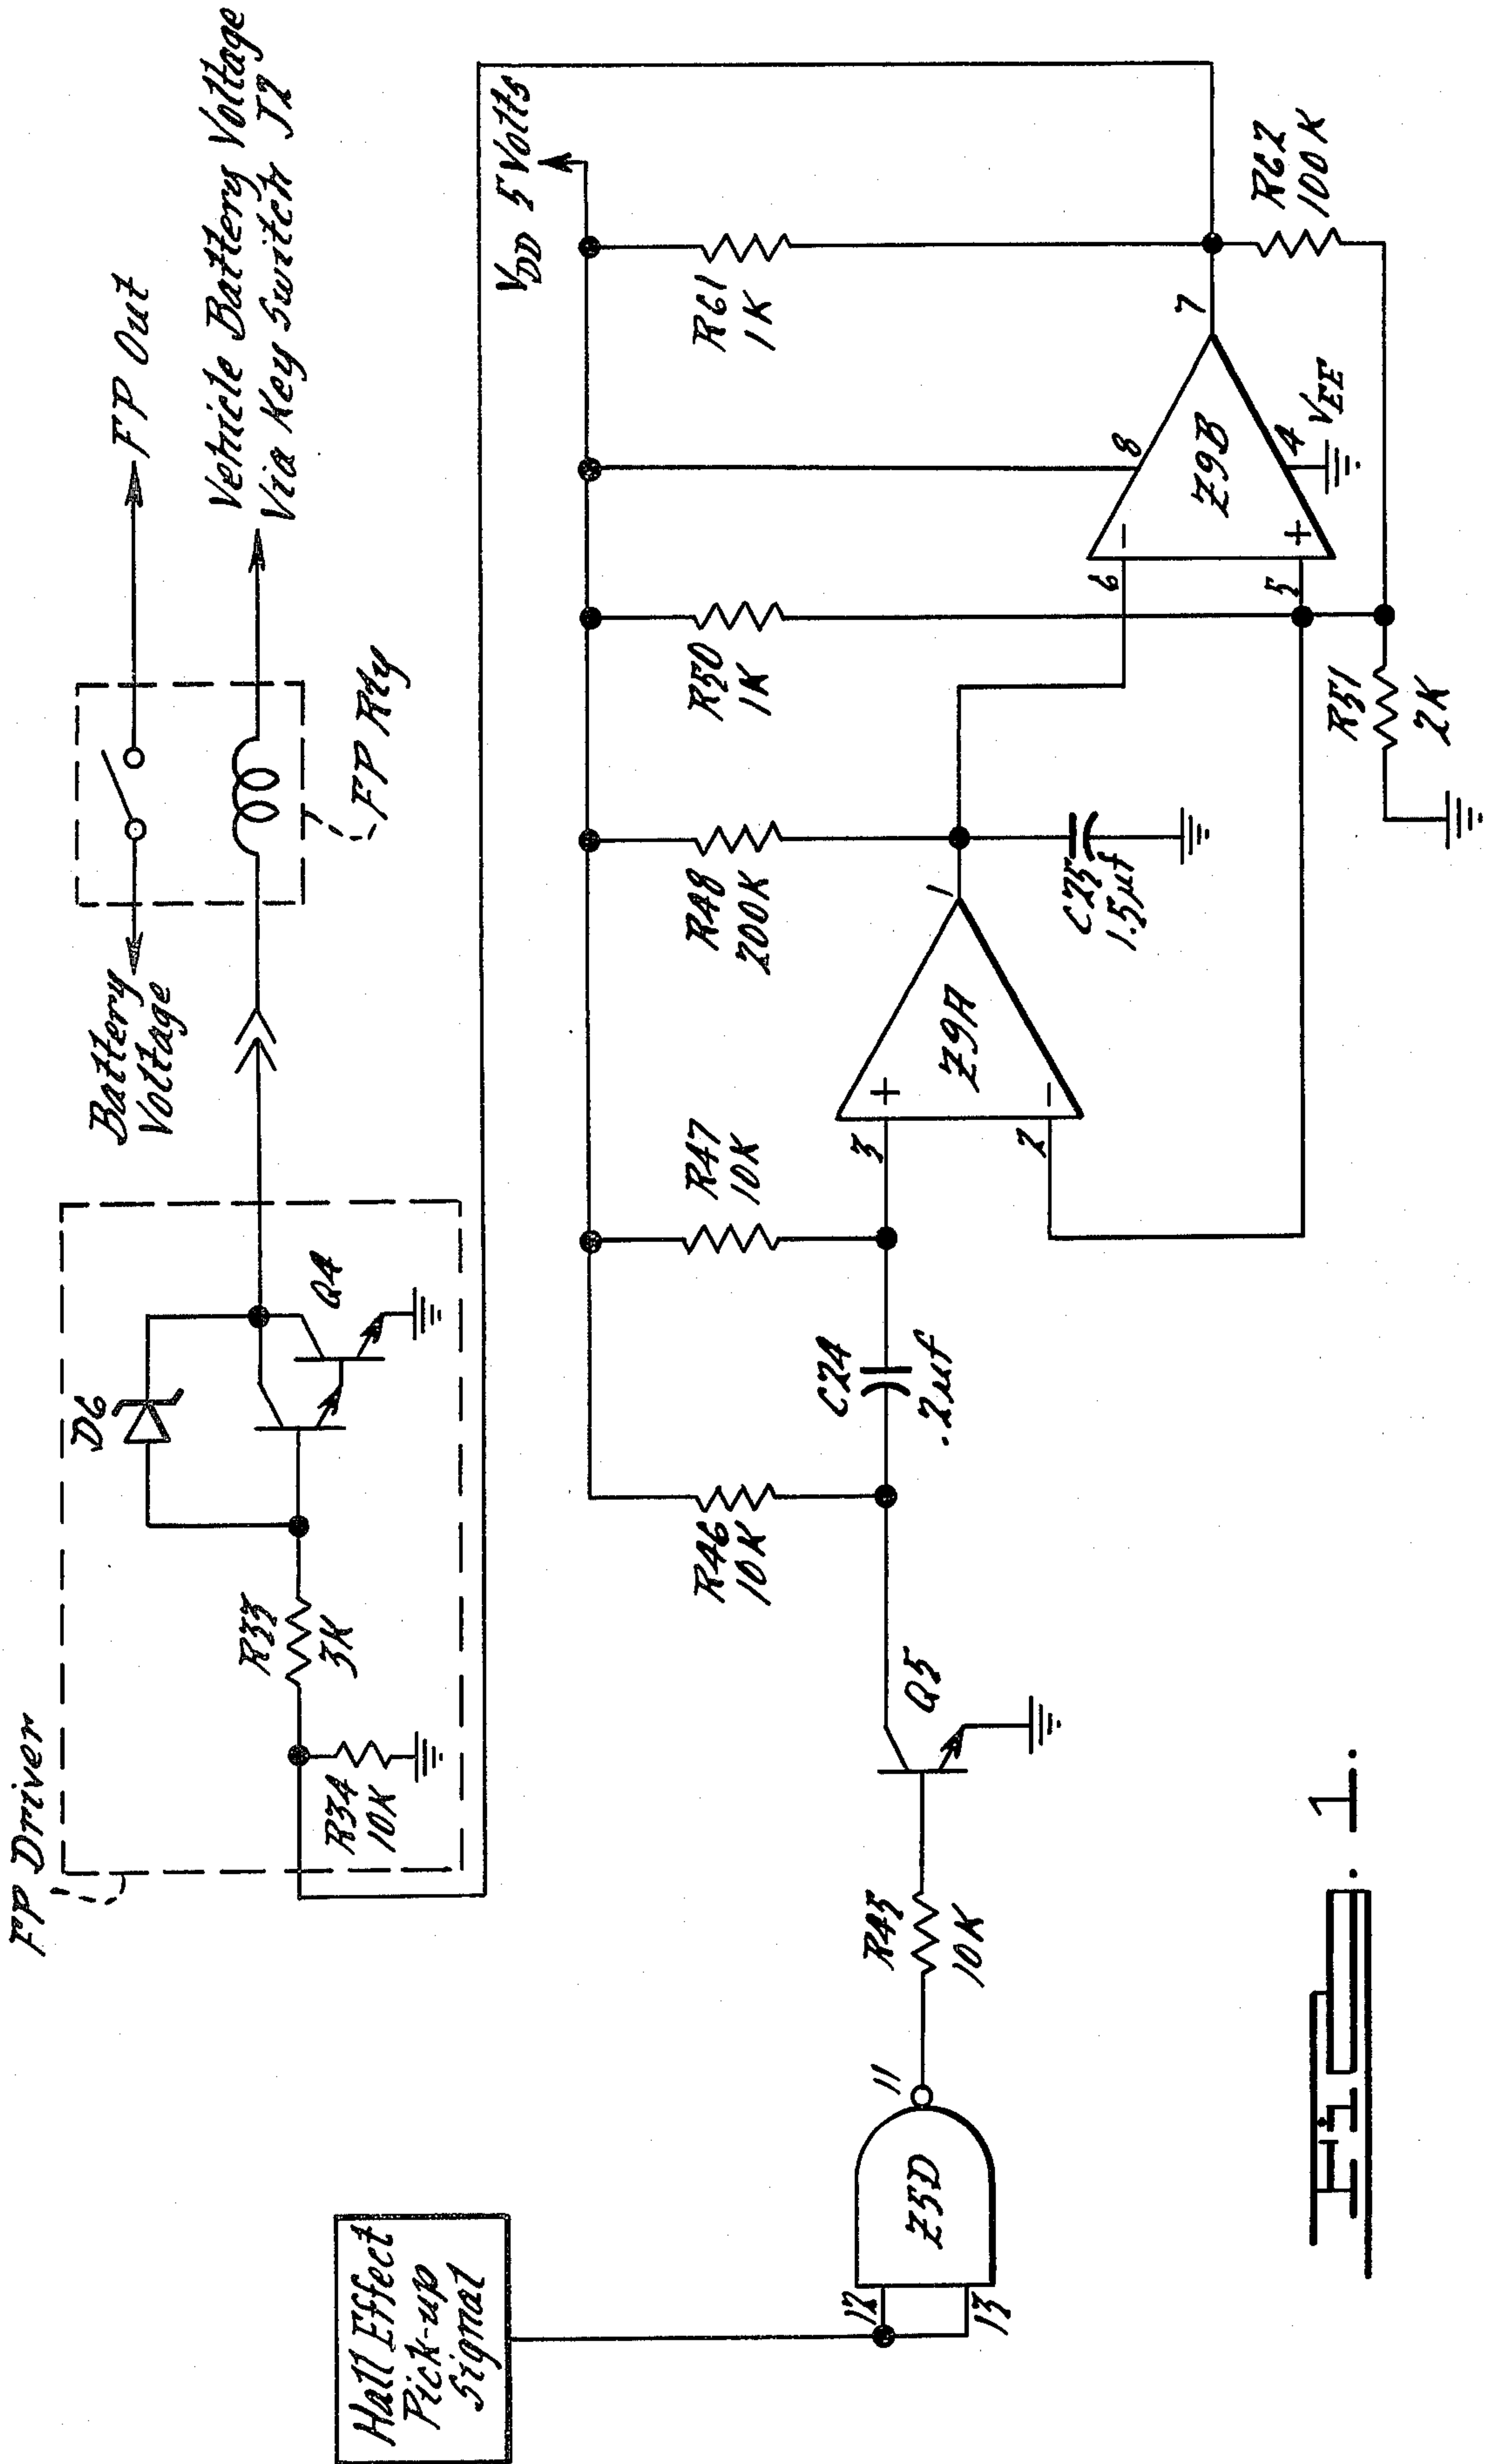 FP Driver
D6
Q4
R33
3K
R34
10K
Battery
Voltage
FP Out
Vehicle Battery Voltage
Via Key Switch J2
FP Rly
Hall Effect
Pick-up
Signal
12
13
Z5D
11
R45
10K
Q5
R46
10K
C24
.2µf
R47
10K
3
2
+
-
Z9A
1
R48
200K
C25
1.5µf
R50
1K
R51
2K
6
5
-
+
Z9B
8
4
VEE
7
R61
1K
R62
100K
VDD 5 Volts
Fig. 1.